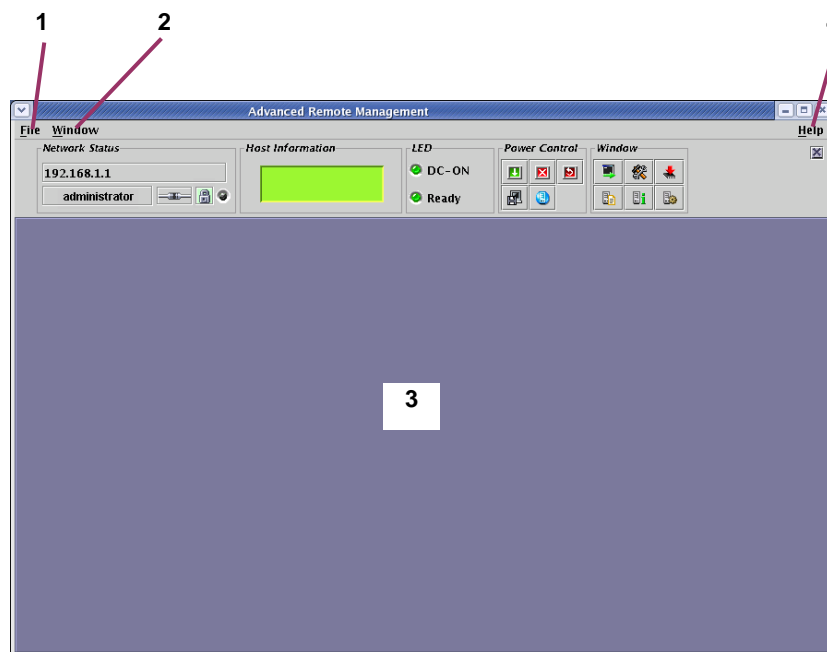 1 2
Advanced Remote Management
File Window Help
Network Status Host Information LED Power Control Window
192.168.1.1 DC-ON
administrator Ready
3